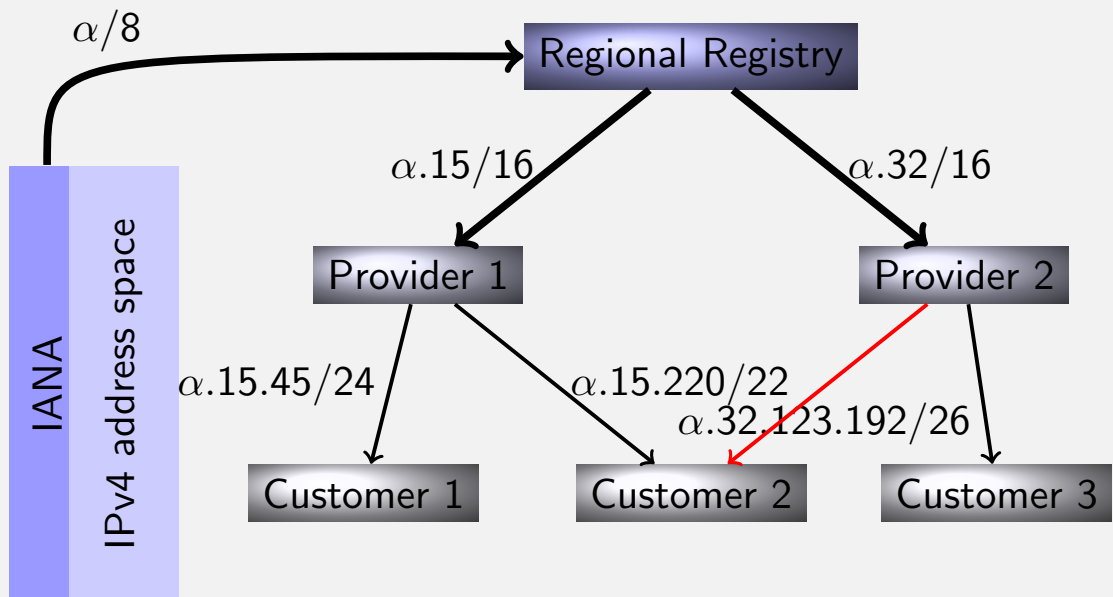 α/8
Regional Registry
α.15/16
α.32/16
Provider 1
Provider 2
IANA
IPv4 address space
α.15.45/24
α.15.220/22
α.32.123.192/26
Customer 1
Customer 2
Customer 3